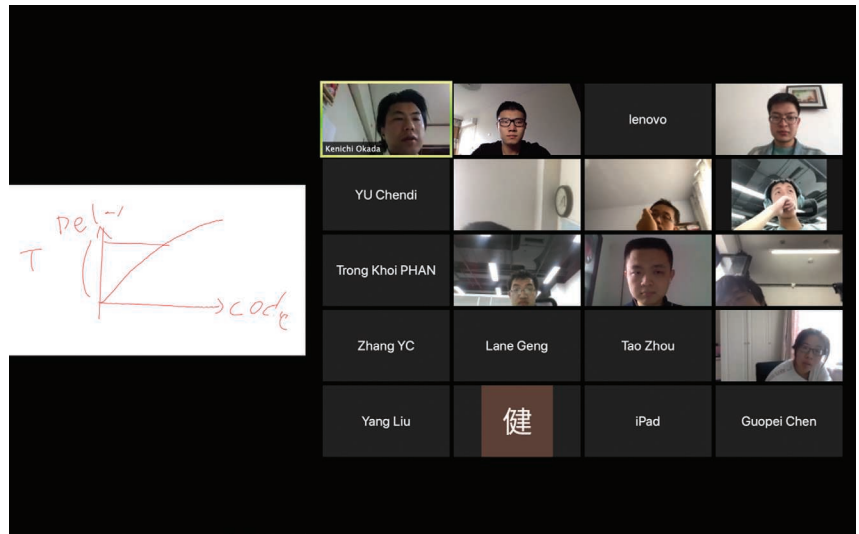 Del
T
code
Kenichi Okada
lenovo
YU Chendi
Trong Khoi PHAN
Zhang YC
Lane Geng
Tao Zhou
Yang Liu
健
iPad
Guopei Chen